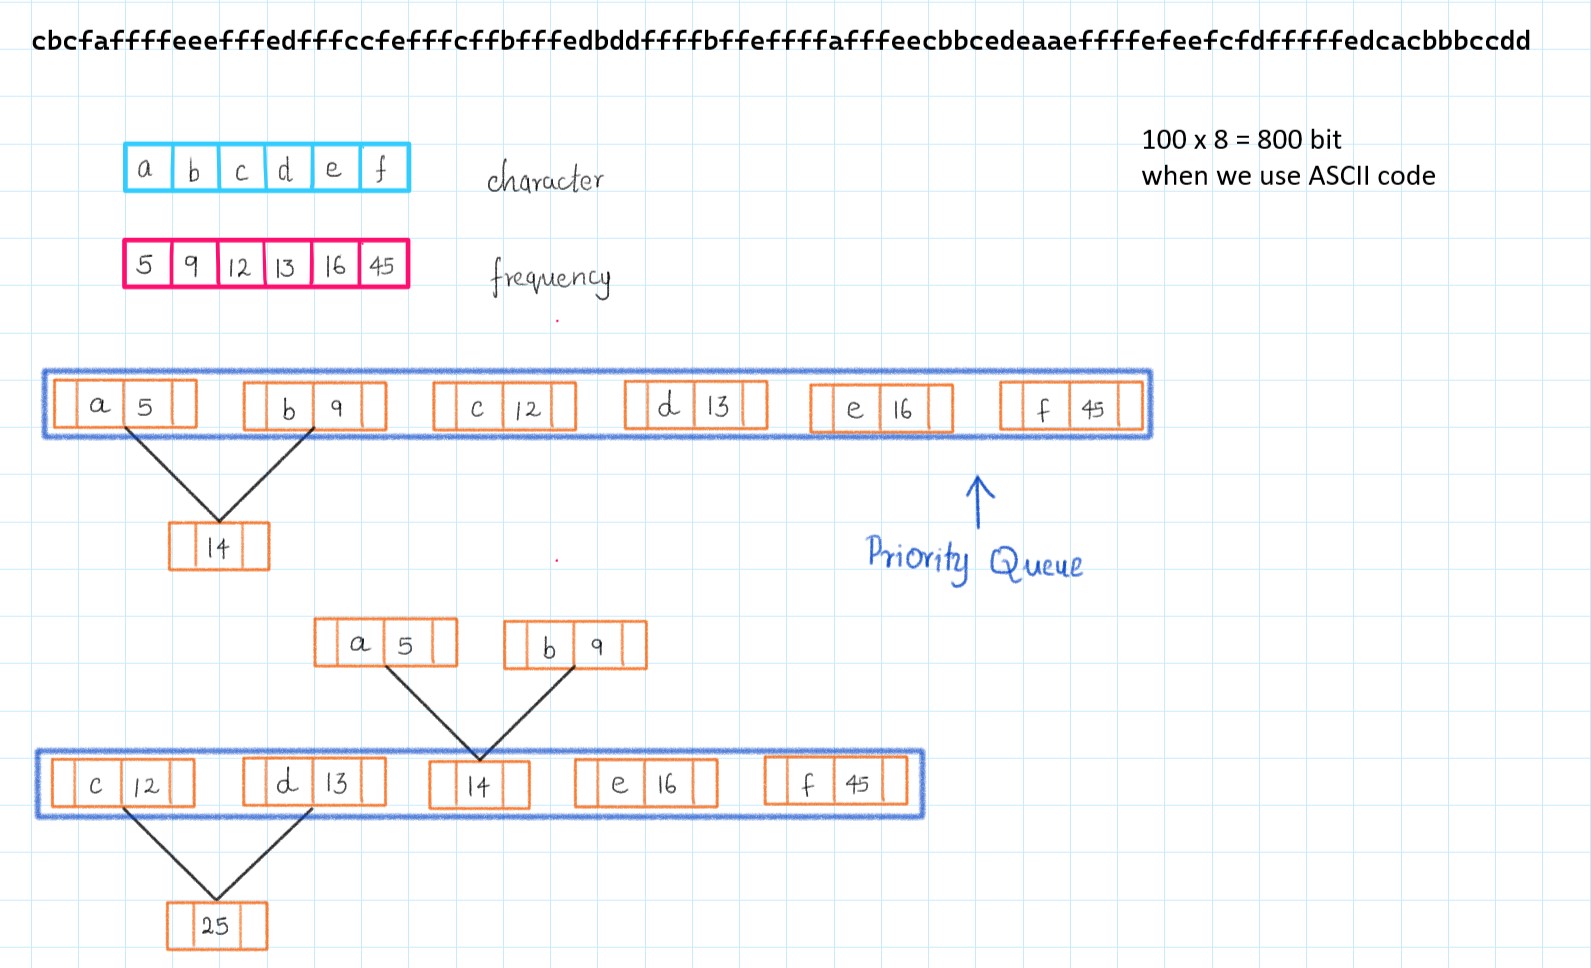 cbcfaffffeeefffedfffccfefffcffbfffedbddffffbffeffffafffeecbbcedeaaeffffefeefcfdfffffedcacbbbccdd
100 x 8 = 800 bit
when we use ASCII code
a b c d e f character
5 9 12 13 16 45 frequency
a 5 b 9 c 12 d 13 e 16 f 45
14
Priority Queue
a 5 b 9
c 12 d 13 14 e 16 f 45
25